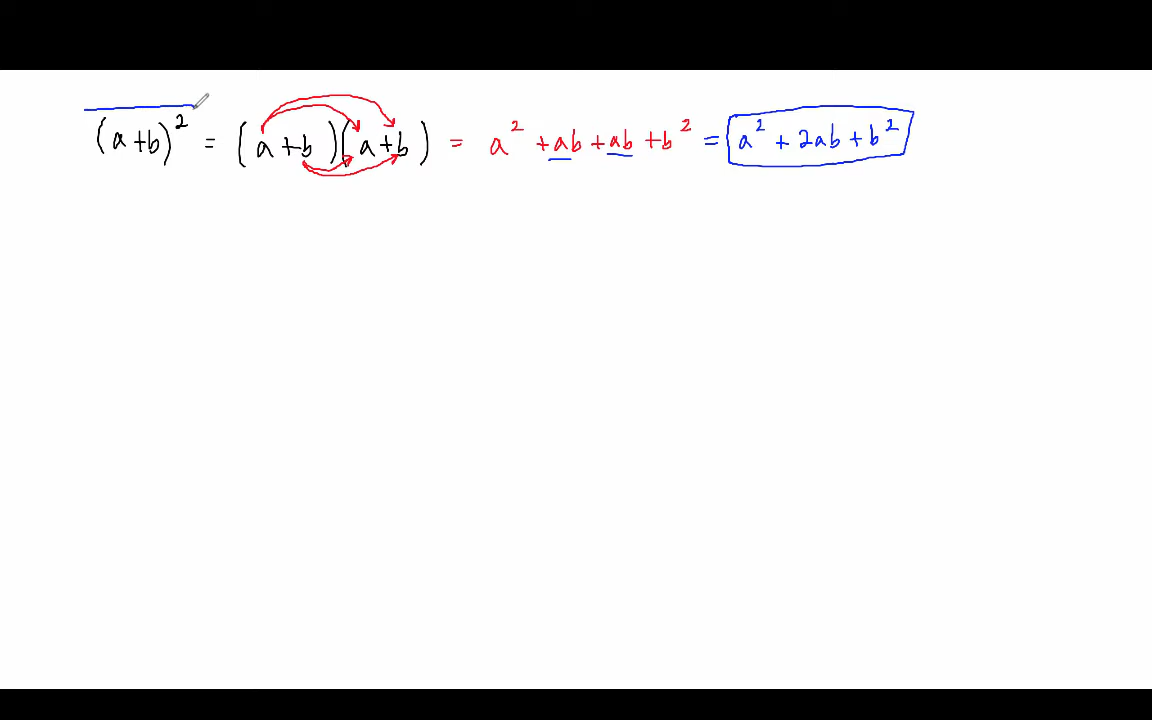 (a+b)² = (a+b)(a+b) = a² +ab+ab+b² = a² + 2ab+b²